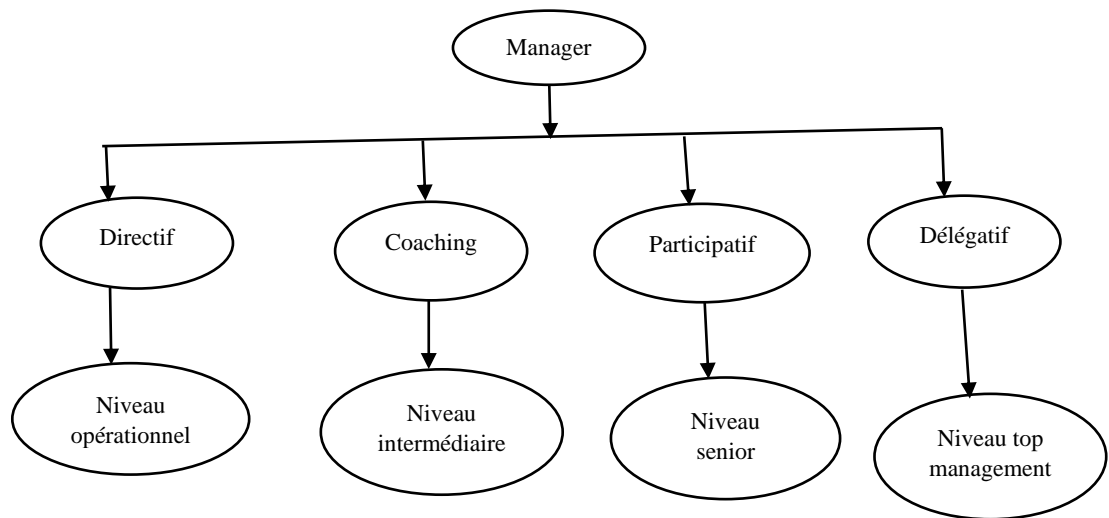 Manager
Directif
Coaching
Participatif
Délégatif
Niveau
opérationnel
Niveau
intermédiaire
Niveau
senior
Niveau top
management